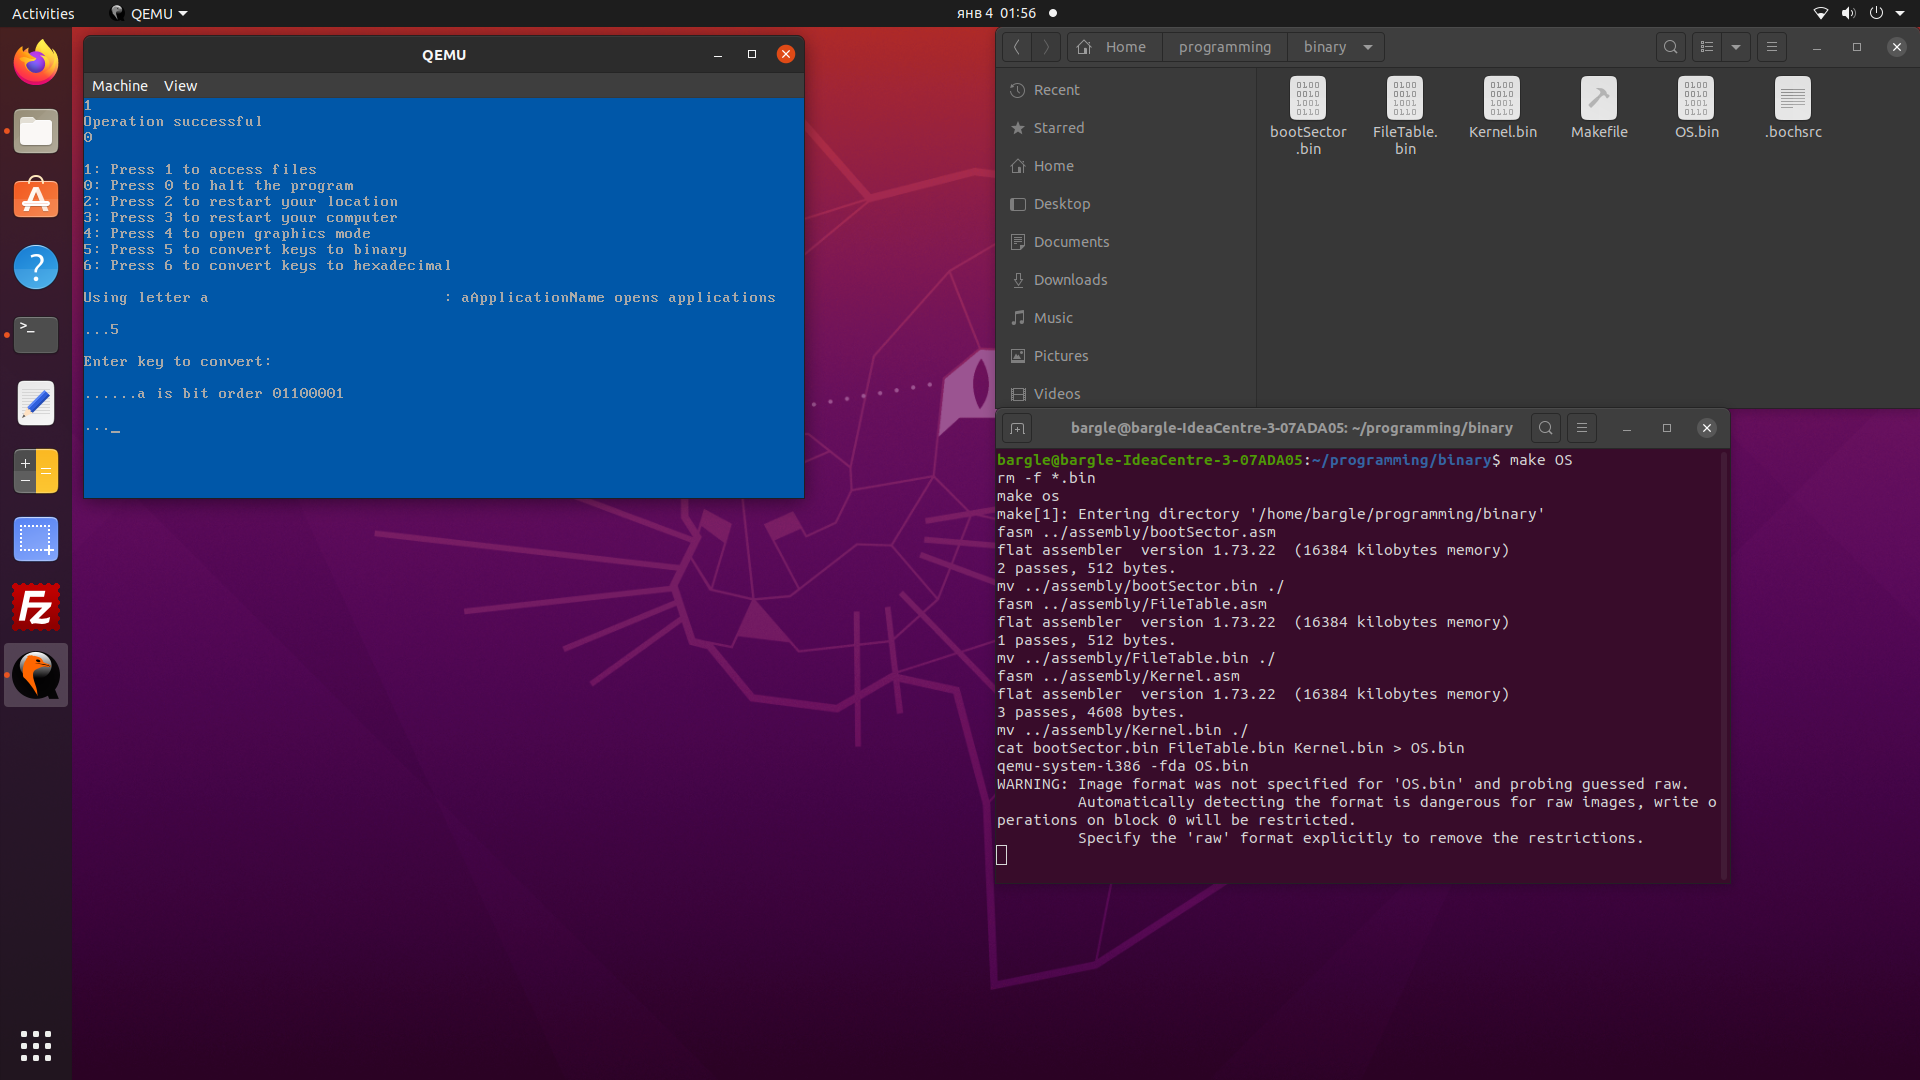 Activities QEMU янв 4 01:56
QEMU
Machine View
1
Operation successful
0
1: Press 1 to access files
0: Press 0 to halt the program
2: Press 2 to restart your location
3: Press 3 to restart your computer
4: Press 4 to open graphics mode
5: Press 5 to convert keys to binary
6: Press 6 to convert keys to hexadecimal
Using letter a : aApplicationName opens applications
...5
Enter key to convert:
......a is bit order 01100001
..._
Home programming binary
Recent
Starred
Home
Desktop
Documents
Downloads
Music
Pictures
Videos
bootSector
.bin
FileTable.
bin
Kernel.bin
Makefile
OS.bin
.bochsrc
bargle@bargle-IdeaCentre-3-07ADA05: ~/programming/binary
bargle@bargle-IdeaCentre-3-07ADA05:~/programming/binary$ make OS
rm -f *.bin
make os
make[1]: Entering directory '/home/bargle/programming/binary'
fasm ../assembly/bootSector.asm
flat assembler  version 1.73.22  (16384 kilobytes memory)
2 passes, 512 bytes.
mv ../assembly/bootSector.bin ./
fasm ../assembly/FileTable.asm
flat assembler  version 1.73.22  (16384 kilobytes memory)
1 passes, 512 bytes.
mv ../assembly/FileTable.bin ./
fasm ../assembly/Kernel.asm
flat assembler  version 1.73.22  (16384 kilobytes memory)
3 passes, 4608 bytes.
mv ../assembly/Kernel.bin ./
cat bootSector.bin FileTable.bin Kernel.bin > OS.bin
qemu-system-i386 -fda OS.bin
WARNING: Image format was not specified for 'OS.bin' and probing guessed raw.
Automatically detecting the format is dangerous for raw images, write o
perations on block 0 will be restricted.
Specify the 'raw' format explicitly to remove the restrictions.